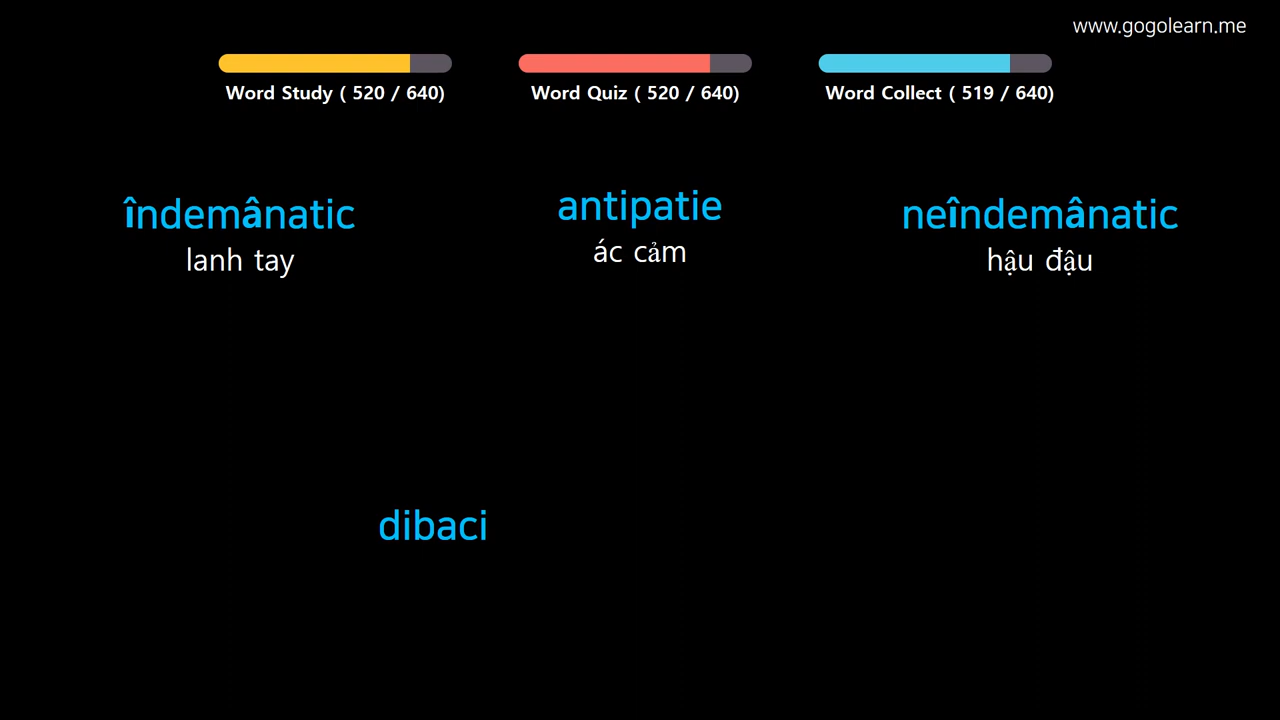 www.gogolearn.me
Word Study ( 520 / 640)
Word Quiz ( 520 / 640)
Word Collect ( 519 / 640)
îndemânatic
lanh tay
antipatie
ác cảm
neîndemânatic
hậu đậu
dibaci